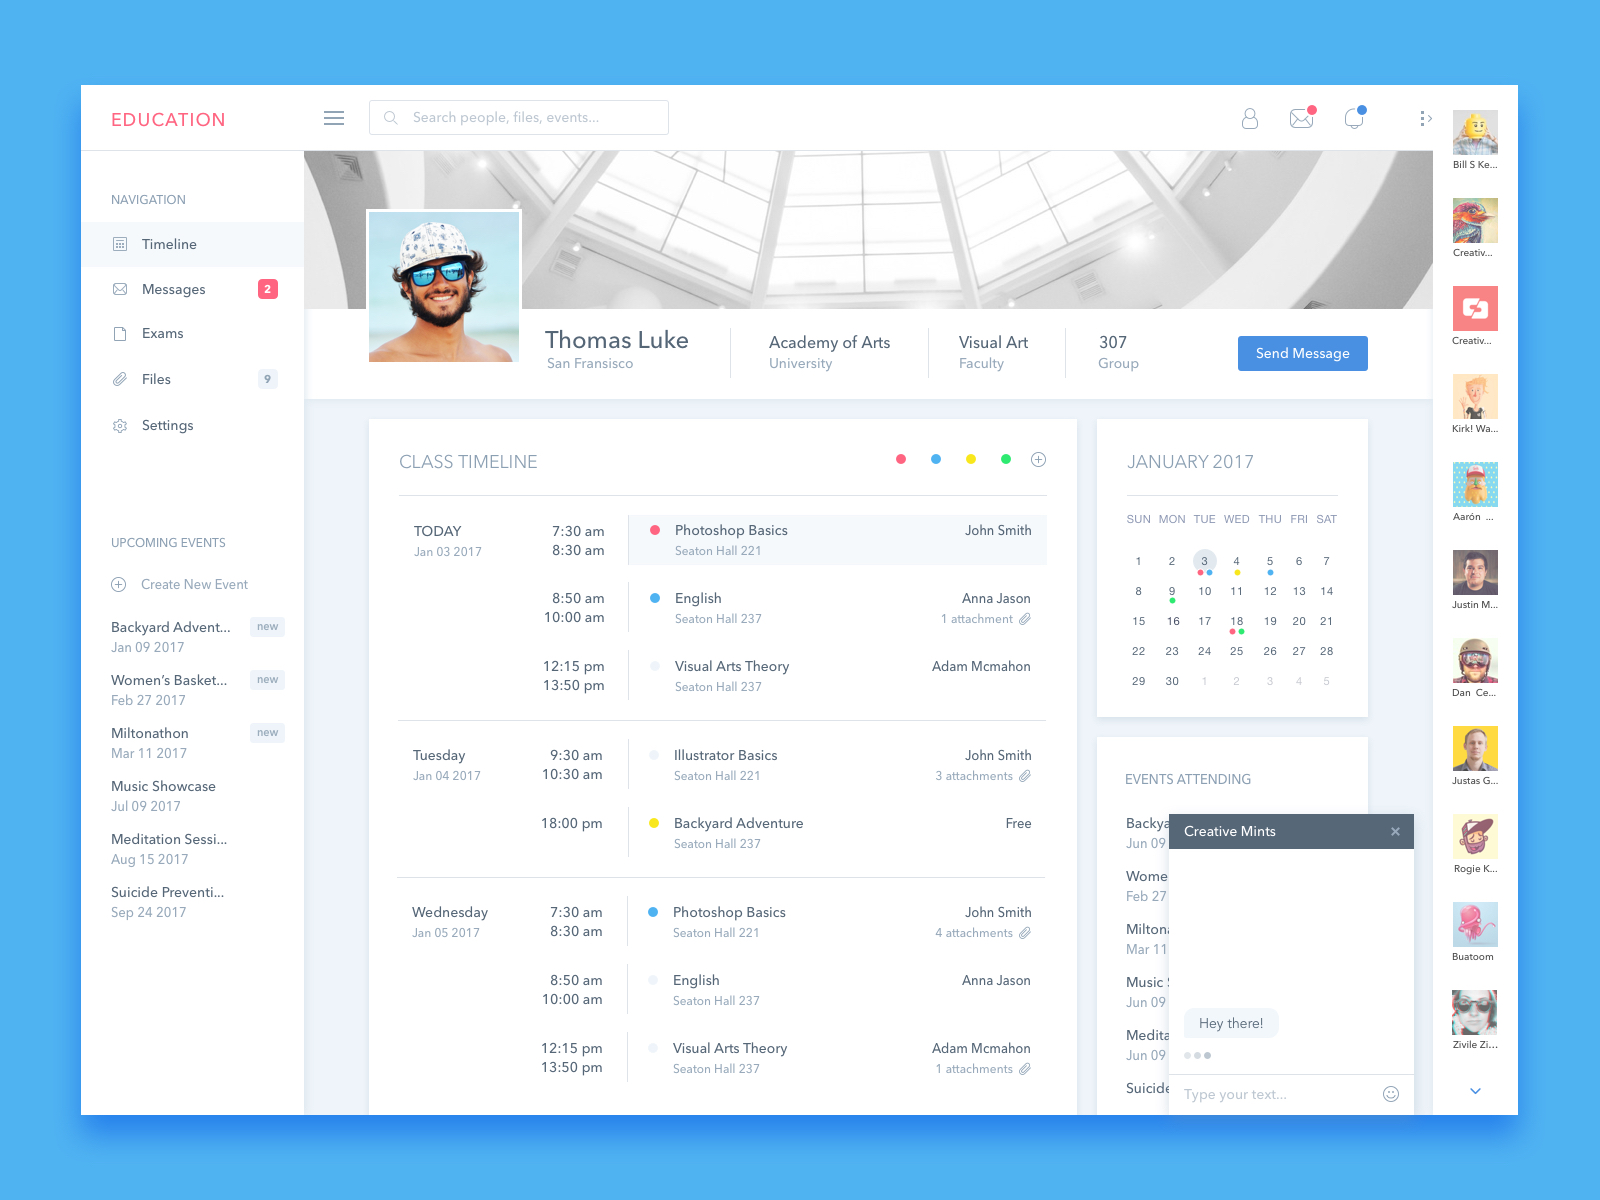 EDUCATION
Search people, files, events...
NAVIGATION
Timeline
Messages
2
Exams
Files
9
Settings
UPCOMING EVENTS
Create New Event
Backyard Advent...
new
Jan 09 2017
Women's Basket...
new
Feb 27 2017
Miltonathon
new
Mar 11 2017
Music Showcase
Jul 09 2017
Meditation Sessi...
Aug 15 2017
Suicide Preventi...
Sep 24 2017
Thomas Luke
San Fransisco
Academy of Arts
University
Visual Art
Faculty
307
Group
Send Message
CLASS TIMELINE
TODAY
Jan 03 2017
7:30 am
8:30 am
Photoshop Basics
Seaton Hall 221
John Smith
8:50 am
10:00 am
English
Seaton Hall 237
Anna Jason
1 attachment
12:15 pm
13:50 pm
Visual Arts Theory
Seaton Hall 237
Adam Mcmahon
Tuesday
Jan 04 2017
9:30 am
10:30 am
Illustrator Basics
Seaton Hall 221
John Smith
3 attachments
18:00 pm
Backyard Adventure
Seaton Hall 237
Free
Wednesday
Jan 05 2017
7:30 am
8:30 am
Photoshop Basics
Seaton Hall 221
John Smith
4 attachments
8:50 am
10:00 am
English
Seaton Hall 237
Anna Jason
12:15 pm
13:50 pm
Visual Arts Theory
Seaton Hall 237
Adam Mcmahon
1 attachments
JANUARY 2017
SUN MON TUE WED THU FRI SAT
1 2 3 4 5 6 7
8 9 10 11 12 13 14
15 16 17 18 19 20 21
22 23 24 25 26 27 28
29 30 1 2 3 4 5
EVENTS ATTENDING
Backya
Jun 09
Wome
Feb 27
Milton
Mar 11
Music
Jun 09
Medita
Jun 09
Suicide
Creative Mints
×
Hey there!
Type your text...
Bill S Ke...
Creativ...
Creativ...
Kirk! Wa...
Aarón ...
Justin M...
Dan Ce...
Justas G...
Rogie K...
Buatoom
Zivile Zi...